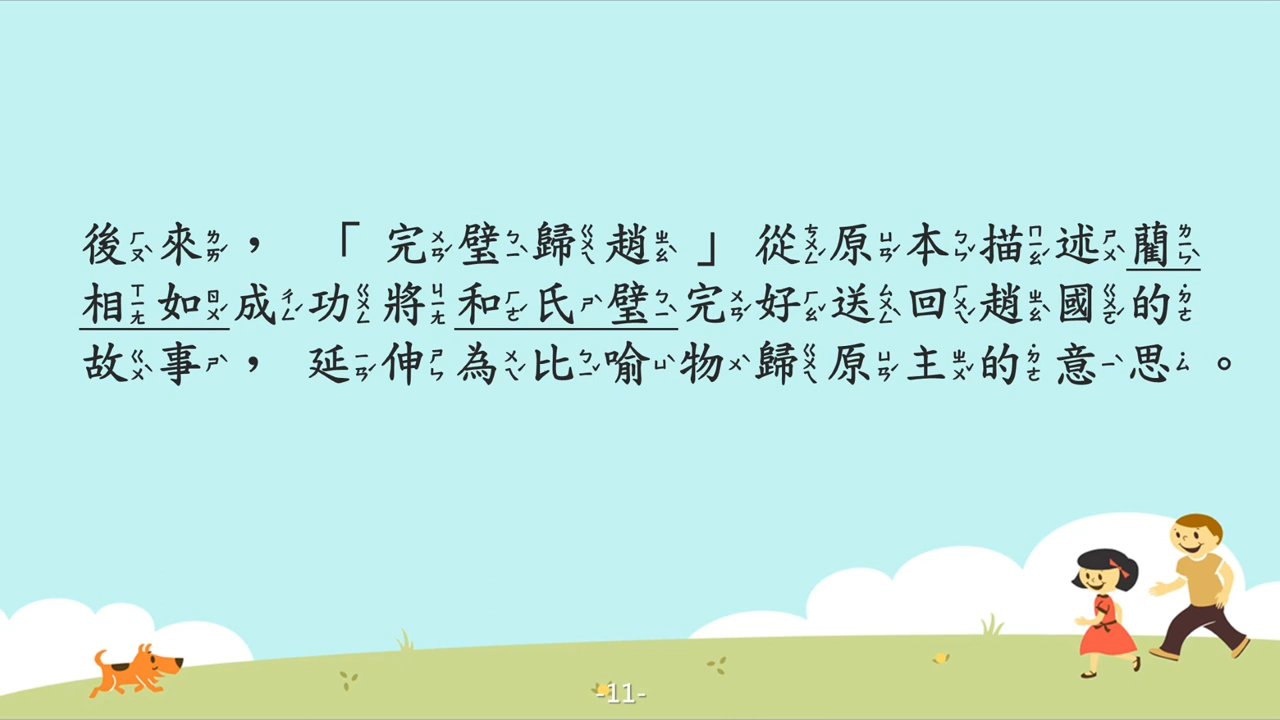 後來，「完璧歸趙」從原本描述藺
相如成功將和氏璧完好送回趙國的
故事，延伸為比喻物歸原主的意思。
-11-